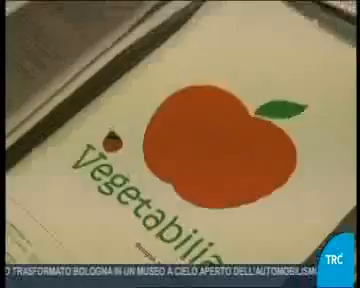 Vegetabilia
TRC
O TRASFORMATO BOLOGNA IN UN MUSEO A CIELO APERTO DELL'AUTOMOBILISMO